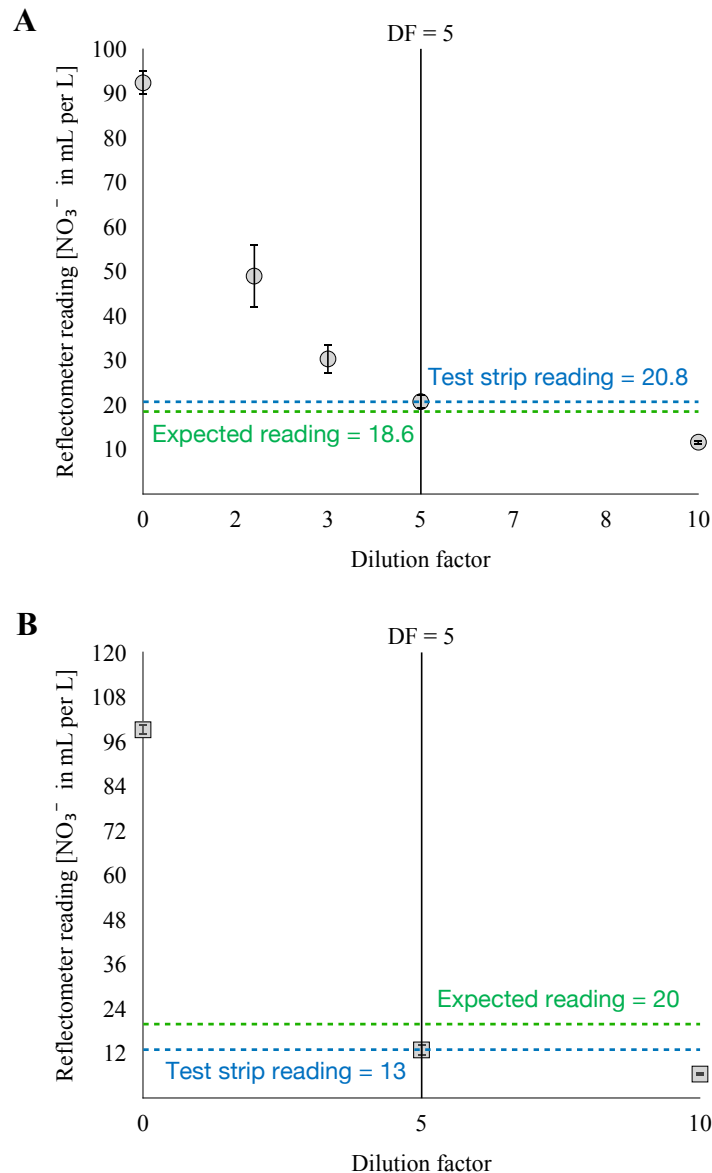 A
DF = 5
Reflectometer reading [NO₃⁻ in mL per L]
100
90
80
70
60
50
40
30
20
10
Test strip reading = 20.8
Expected reading = 18.6
0 2 3 5 7 8 10
Dilution factor
B
DF = 5
Reflectometer reading [NO₃⁻ in mL per L]
120
108
96
84
72
60
48
36
24
12
Expected reading = 20
Test strip reading = 13
0 5 10
Dilution factor